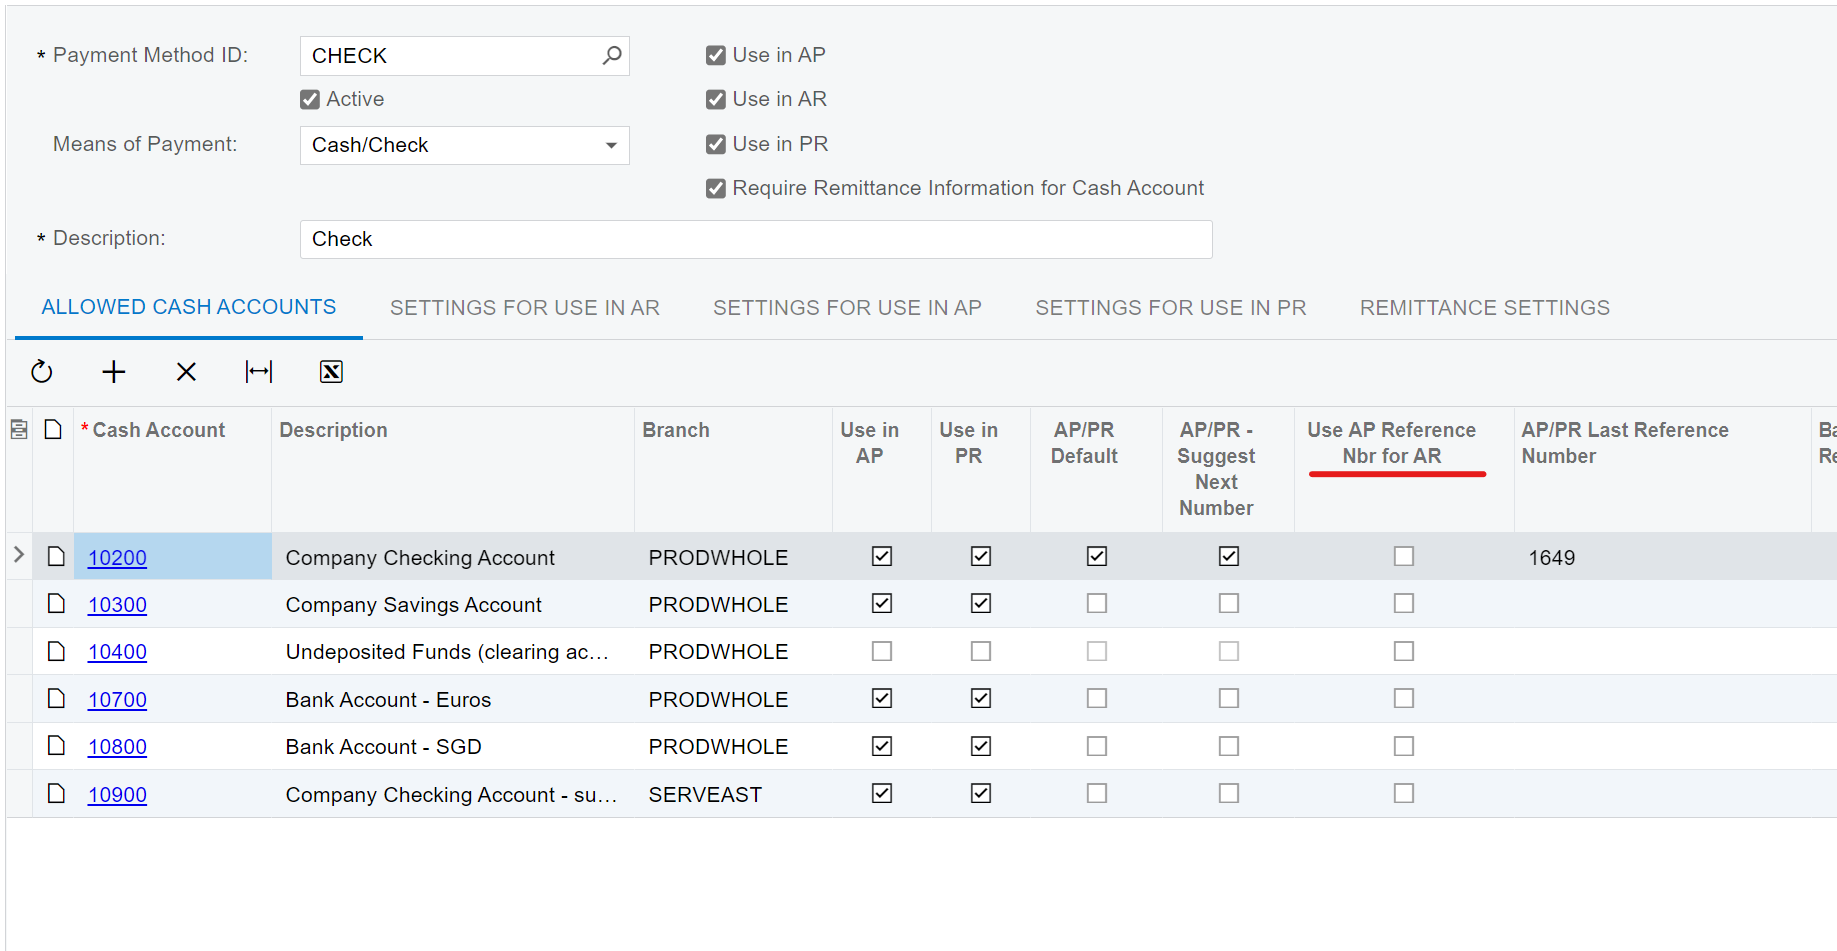 * Payment Method ID: CHECK Use in AP
Active Use in AR
Means of Payment: Cash/Check Use in PR
Require Remittance Information for Cash Account
* Description: Check
ALLOWED CASH ACCOUNTS SETTINGS FOR USE IN AR SETTINGS FOR USE IN AP SETTINGS FOR USE IN PR REMITTANCE SETTINGS
* Cash Account Description Branch Use in AP Use in PR AP/PR Default AP/PR - Suggest Next Number Use AP Reference Nbr for AR AP/PR Last Reference Number
10200 Company Checking Account PRODWHOLE 1649
10300 Company Savings Account PRODWHOLE
10400 Undeposited Funds (clearing ac... PRODWHOLE
10700 Bank Account - Euros PRODWHOLE
10800 Bank Account - SGD PRODWHOLE
10900 Company Checking Account - su... SERVEAST